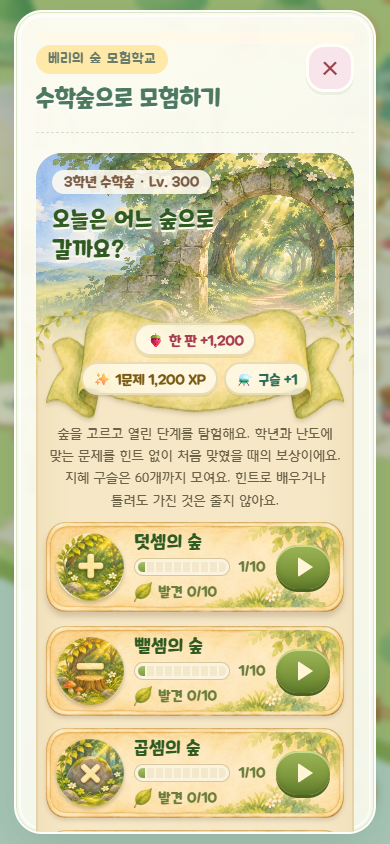 베리의 숲 모험학교
수학숲으로 모험하기
3학년 수학숲 · Lv. 300
오늘은 어느 숲으로
갈까요?
한 판 +1,200
1문제 1,200 XP
구슬 +1
숲을 고르고 열린 단계를 탐험해요. 학년과 난도에
맞는 문제를 힌트 없이 처음 맞혔을 때의 보상이에요.
지혜 구슬은 60개까지 모여요. 힌트로 배우거나
틀려도 가진 것은 줄지 않아요.
덧셈의 숲
1/10
발견 0/10
뺄셈의 숲
1/10
발견 0/10
곱셈의 숲
1/10
발견 0/10